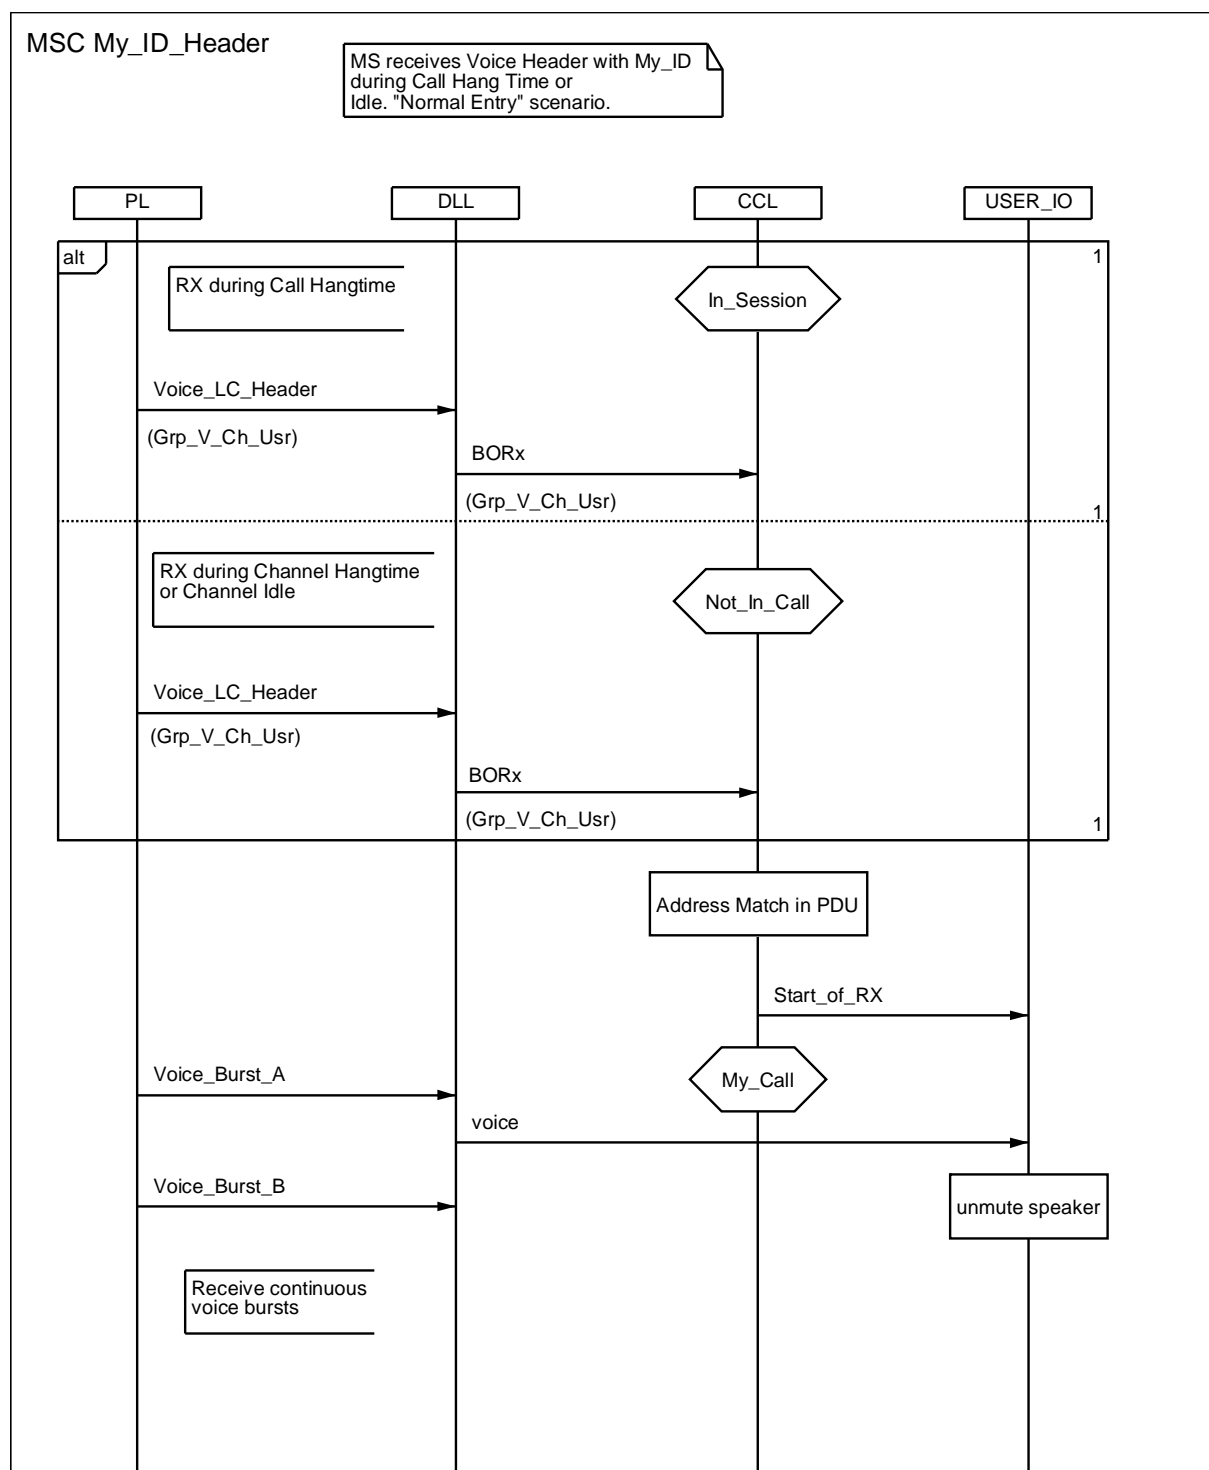 MSC My_ID_Header
MS receives Voice Header with My_ID
during Call Hang Time or
Idle. "Normal Entry" scenario.
PL
DLL
CCL
USER_IO
alt
1
RX during Call Hangtime
In_Session
Voice_LC_Header
(Grp_V_Ch_Usr)
BORx
(Grp_V_Ch_Usr)
1
RX during Channel Hangtime
or Channel Idle
Not_In_Call
Voice_LC_Header
(Grp_V_Ch_Usr)
BORx
(Grp_V_Ch_Usr)
1
Address Match in PDU
Start_of_RX
Voice_Burst_A
My_Call
voice
Voice_Burst_B
unmute speaker
Receive continuous
voice bursts